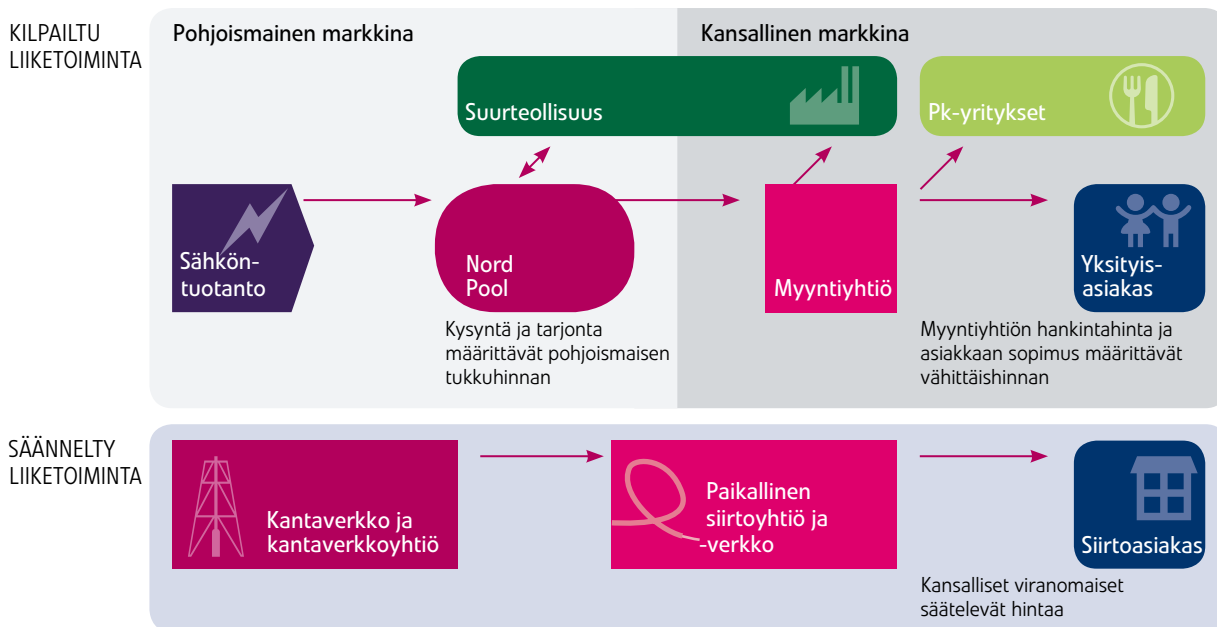 KILPAILTU
LIIKETOIMINTA
Pohjoismainen markkina
Kansallinen markkina
Suurteollisuus
Pk-yritykset
Sähkön-
tuotanto
Nord
Pool
Myyntiyhtiö
Yksityis-
asiakas
Kysyntä ja tarjonta
määrittävät pohjoismaisen
tukkuhinnan
Myyntiyhtiön hankintahinta ja
asiakkaan sopimus määrittävät
vähittäishinnan
SÄÄNNELTY
LIIKETOIMINTA
Kantaverkko ja
kantaverkkoyhtiö
Paikallinen
siirtoyhtiö ja
-verkko
Siirtoasiakas
Kansalliset viranomaiset
säätelevät hintaa